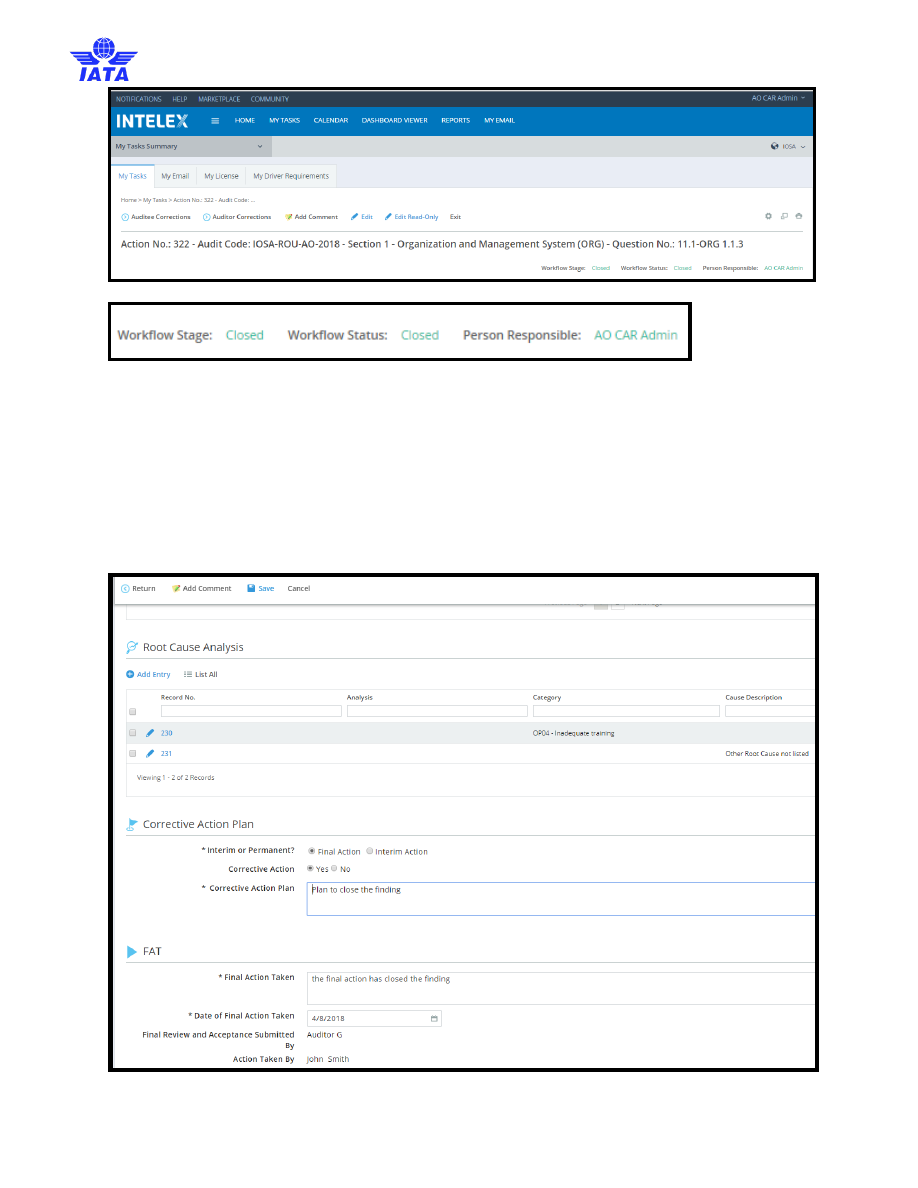 IATA
NOTIFICATIONS HELP MARKETPLACE COMMUNITY AO CAR Admin
INTELEX HOME MY TASKS CALENDAR DASHBOARD VIEWER REPORTS MY EMAIL
My Tasks Summary IOSA
My Tasks My Email My License My Driver Requirements
Home > My Tasks > Action No.: 322 - Audit Code: ...
Auditee Corrections Auditor Corrections Add Comment Edit Edit Read-Only Exit
Action No.: 322 - Audit Code: IOSA-ROU-AO-2018 - Section 1 - Organization and Management System (ORG) - Question No.: 11.1-ORG 1.1.3
Workflow Stage: Closed Workflow Status: Closed Person Responsible: AO CAR Admin
Workflow Stage: Closed Workflow Status: Closed Person Responsible: AO CAR Admin
Return Add Comment Save Cancel
Root Cause Analysis
Add Entry List All
Record No. Analysis Category Cause Description
230 OP04 - Inadequate training
231 Other Root Cause not listed
Viewing 1 - 2 of 2 Records
Corrective Action Plan
* Interim or Permanent? Final Action Interim Action
Corrective Action Yes No
* Corrective Action Plan Plan to close the finding
FAT
* Final Action Taken the final action has closed the finding
* Date of Final Action Taken 4/8/2018
Final Review and Acceptance Submitted Auditor G
By
Action Taken By John Smith